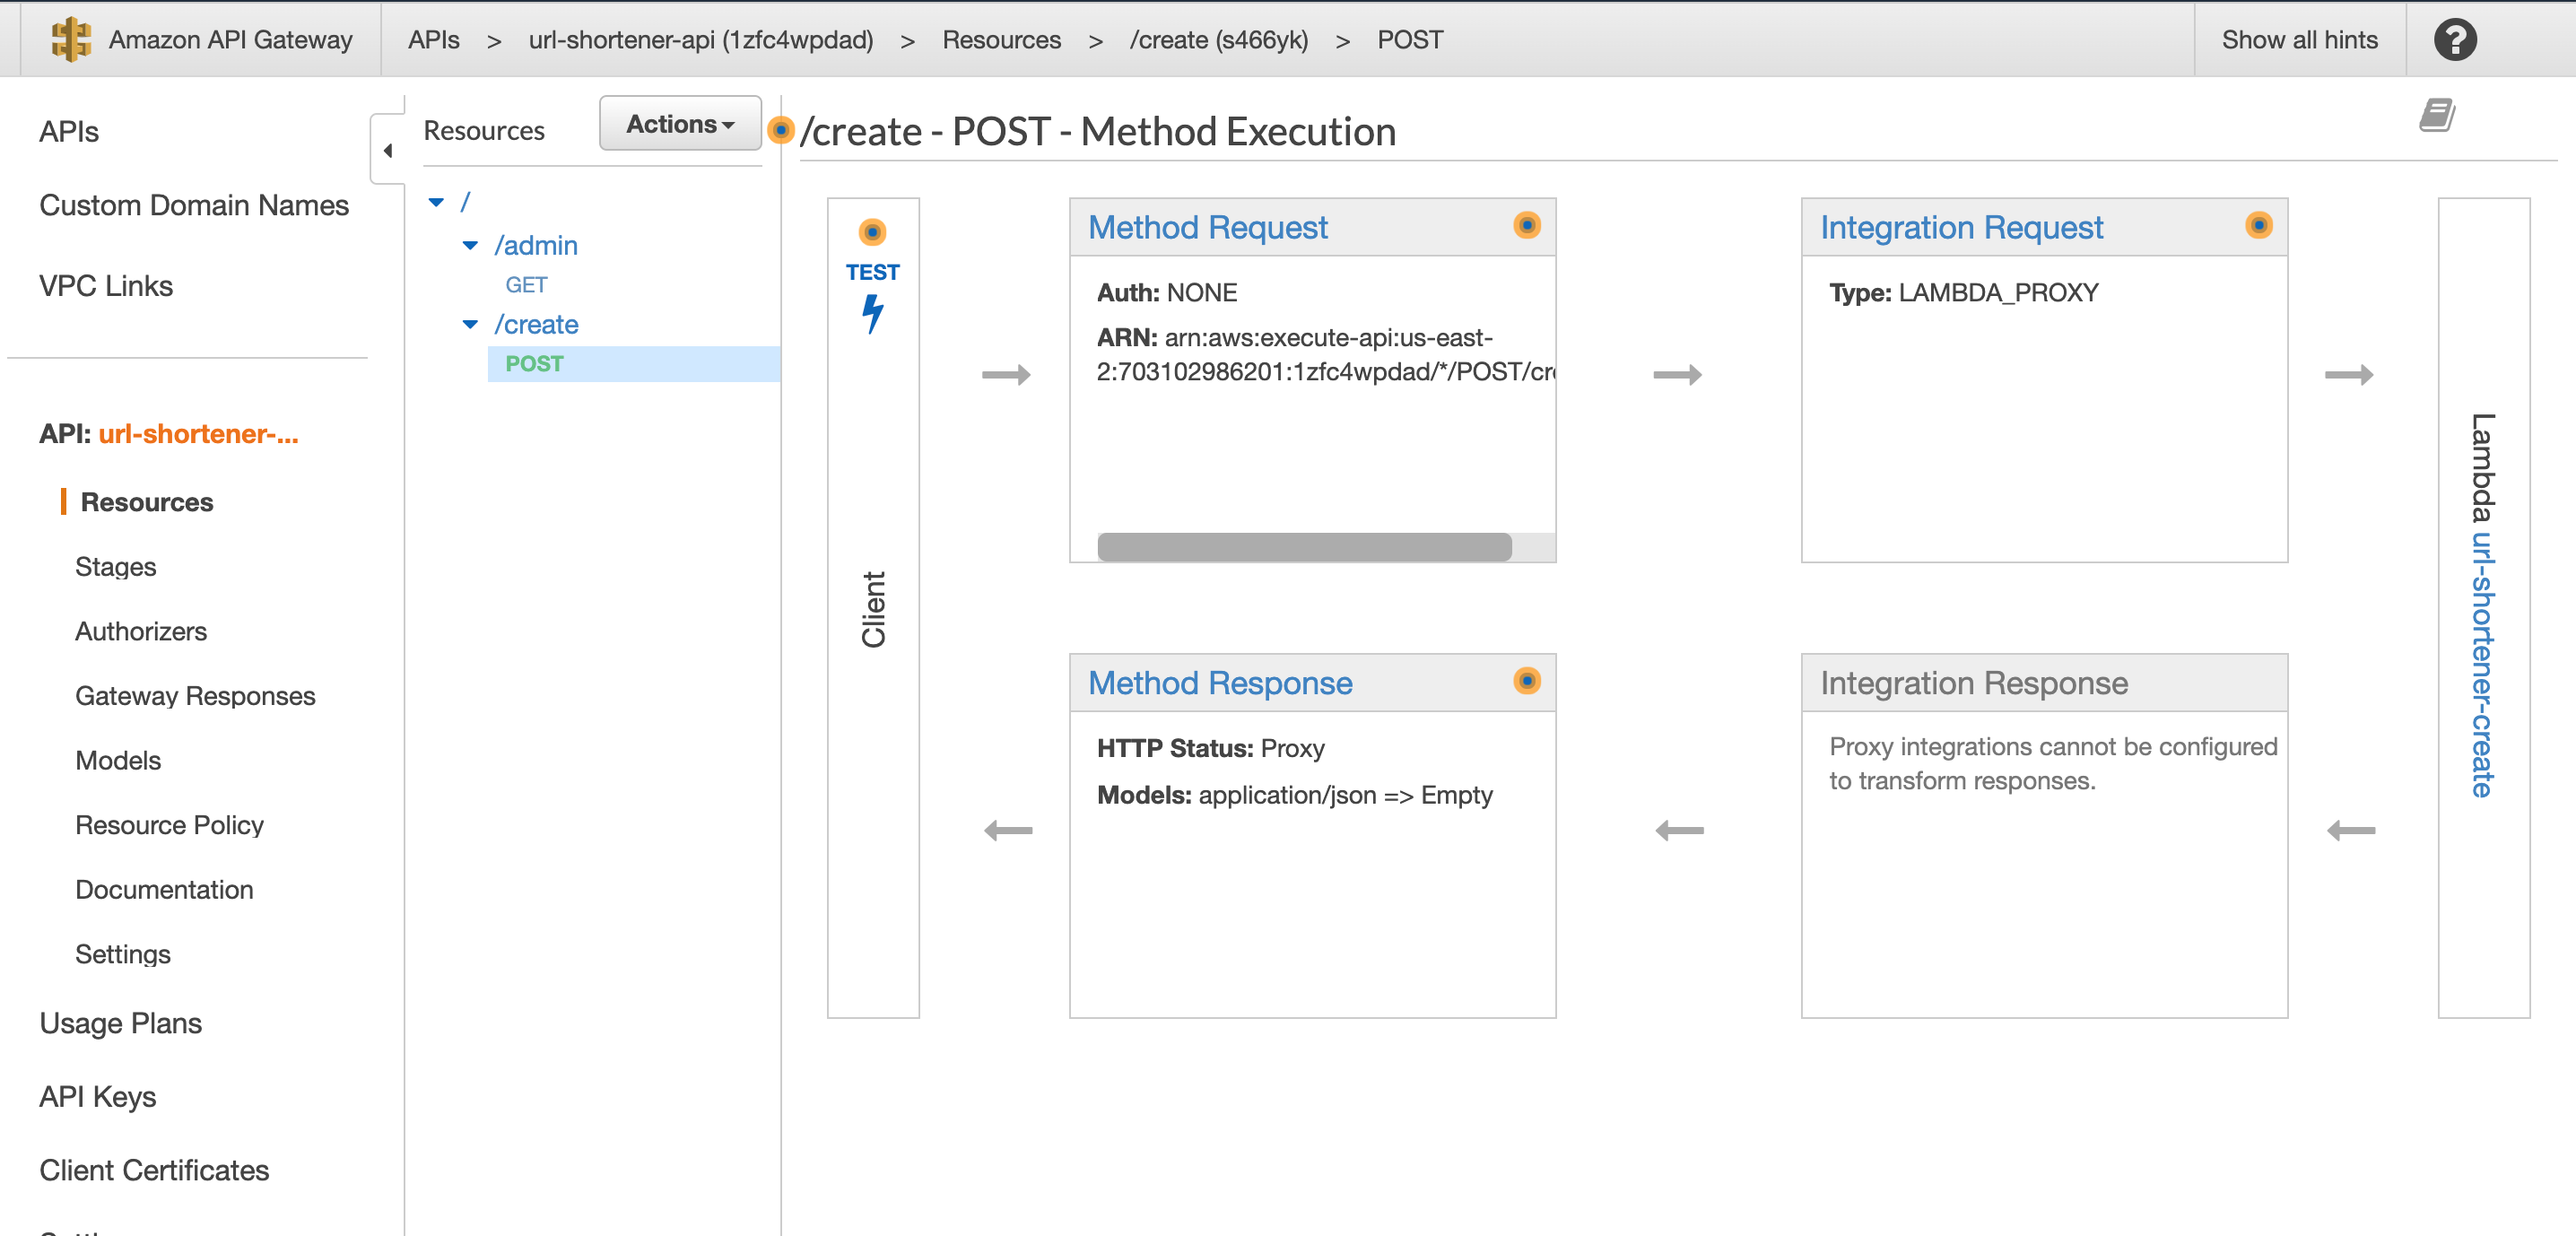 Amazon API Gateway
APIs > url-shortener-api (1zfc4wpdad) > Resources > /create (s466yk) > POST
Show all hints
?
APIs
Custom Domain Names
VPC Links
API: url-shortener-...
Resources
Stages
Authorizers
Gateway Responses
Models
Resource Policy
Documentation
Settings
Usage Plans
API Keys
Client Certificates
Resources
Actions
/
/admin
GET
/create
POST
/create - POST - Method Execution
TEST
Client
Method Request
Auth: NONE
ARN: arn:aws:execute-api:us-east-
2:703102986201:1zfc4wpdad/*/POST/cr
Integration Request
Type: LAMBDA_PROXY
Method Response
HTTP Status: Proxy
Models: application/json => Empty
Integration Response
Proxy integrations cannot be configured
to transform responses.
Lambda url-shortener-create